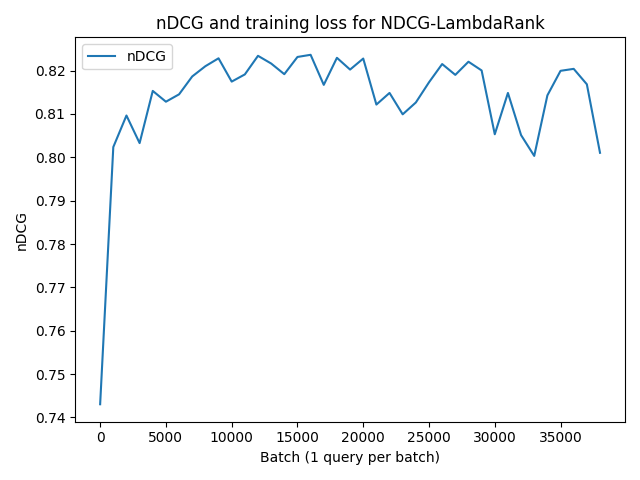 nDCG and training loss for NDCG-LambdaRank
nDCG
0.82
0.81
0.80
0.79
0.78
0.77
0.76
0.75
0.74
nDCG
0 5000 10000 15000 20000 25000 30000 35000
Batch (1 query per batch)